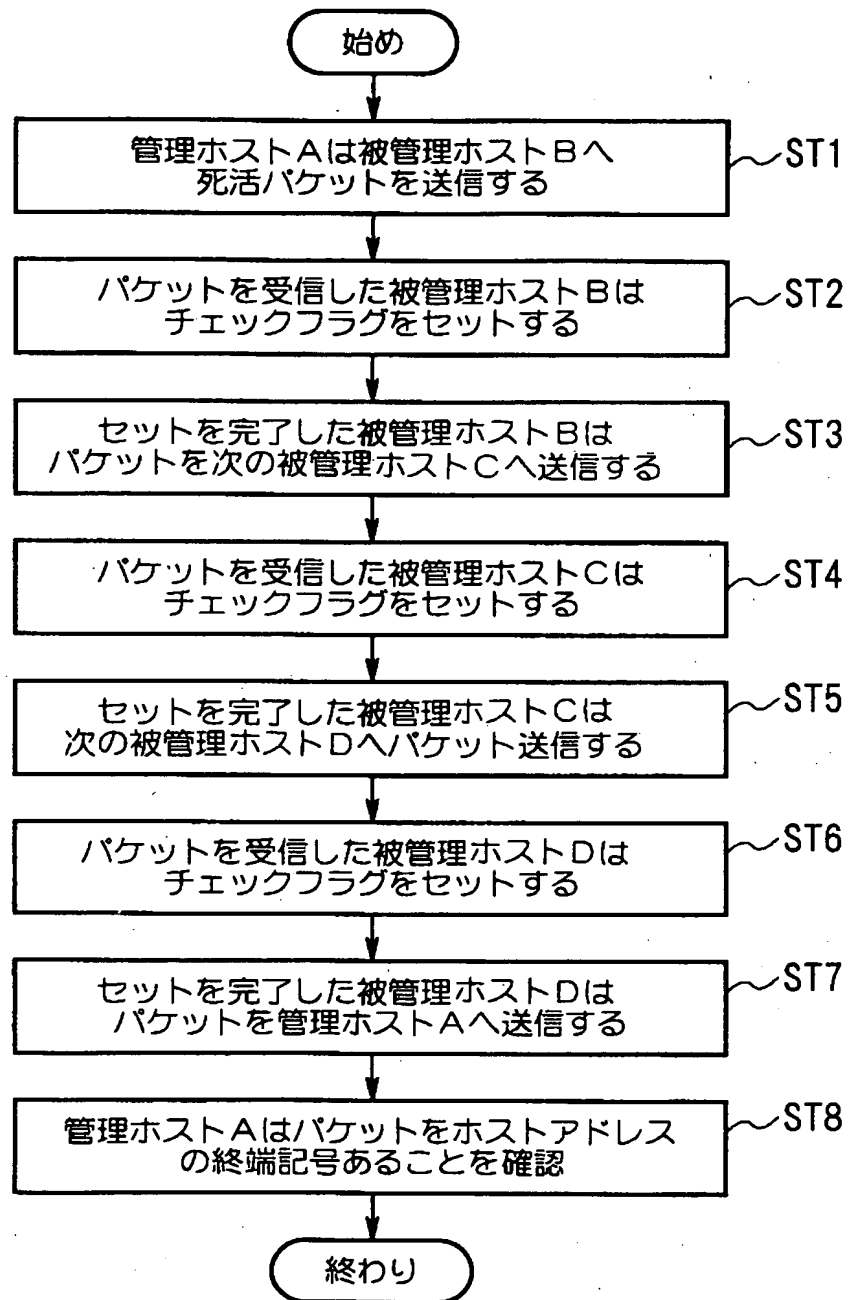 始め
管理ホストAは被管理ホストBへ
死活パケットを送信する
ST1
パケットを受信した被管理ホストBは
チェックフラグをセットする
ST2
セットを完了した被管理ホストBは
パケットを次の被管理ホストCへ送信する
ST3
パケットを受信した被管理ホストCは
チェックフラグをセットする
ST4
セットを完了した被管理ホストCは
次の被管理ホストDへパケット送信する
ST5
パケットを受信した被管理ホストDは
チェックフラグをセットする
ST6
セットを完了した被管理ホストDは
パケットを管理ホストAへ送信する
ST7
管理ホストAはパケットをホストアドレス
の終端記号あることを確認
ST8
終わり